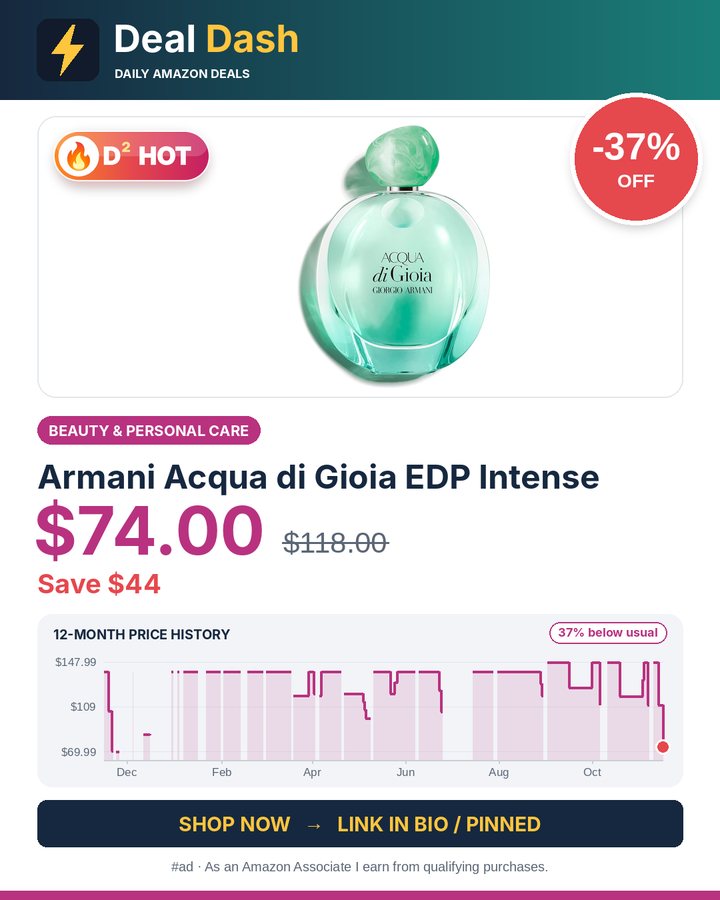 Deal Dash
DAILY AMAZON DEALS
-37%
OFF
D² HOT
ACQUA
di Gioia
GIORGIO ARMANI
BEAUTY & PERSONAL CARE
Armani Acqua di Gioia EDP Intense
$74.00 $118.00
Save $44
12-MONTH PRICE HISTORY
37% below usual
$147.99
$109
$69.99
Dec Feb Apr Jun Aug Oct
SHOP NOW → LINK IN BIO / PINNED
#ad · As an Amazon Associate I earn from qualifying purchases.